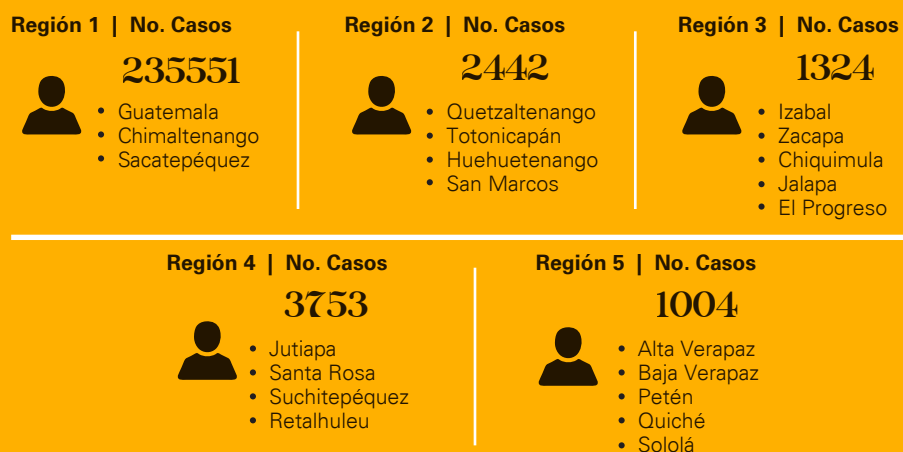 Región 1 | No. Casos
235551
• Guatemala
• Chimaltenango
• Sacatepéquez
Región 2 | No. Casos
2442
• Quetzaltenango
• Totonicapán
• Huehuetenango
• San Marcos
Región 3 | No. Casos
1324
• Izabal
• Zacapa
• Chiquimula
• Jalapa
• El Progreso
Región 4 | No. Casos
3753
• Jutiapa
• Santa Rosa
• Suchitepéquez
• Retalhuleu
Región 5 | No. Casos
1004
• Alta Verapaz
• Baja Verapaz
• Petén
• Quiché
• Sololá